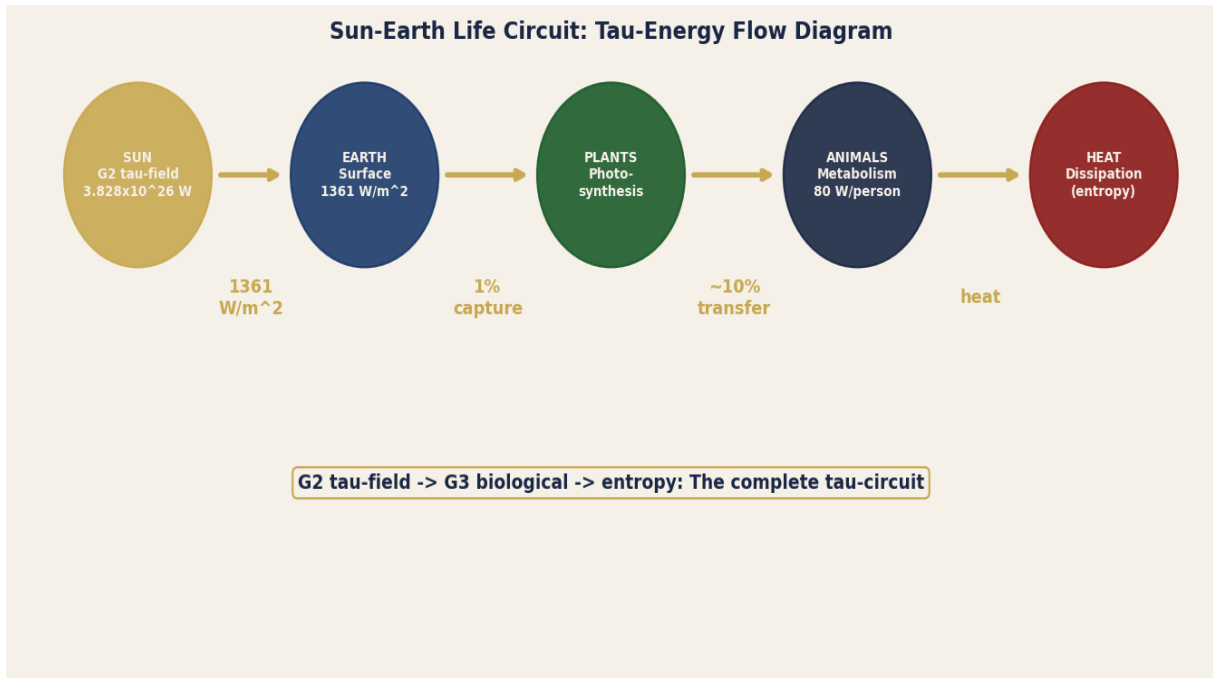 Sun-Earth Life Circuit: Tau-Energy Flow Diagram
SUN
G2 tau-field
3.828x10^26 W
EARTH
Surface
1361 W/m^2
PLANTS
Photo-
synthesis
ANIMALS
Metabolism
80 W/person
HEAT
Dissipation
(entropy)
1361
W/m^2
1%
capture
~10%
transfer
heat
G2 tau-field -> G3 biological -> entropy: The complete tau-circuit